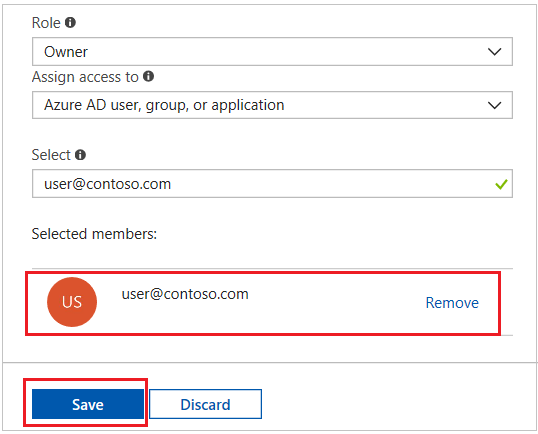 Role
Owner
Assign access to
Azure AD user, group, or application
Select
user@contoso.com
Selected members:
US
user@contoso.com
Remove
Save Discard